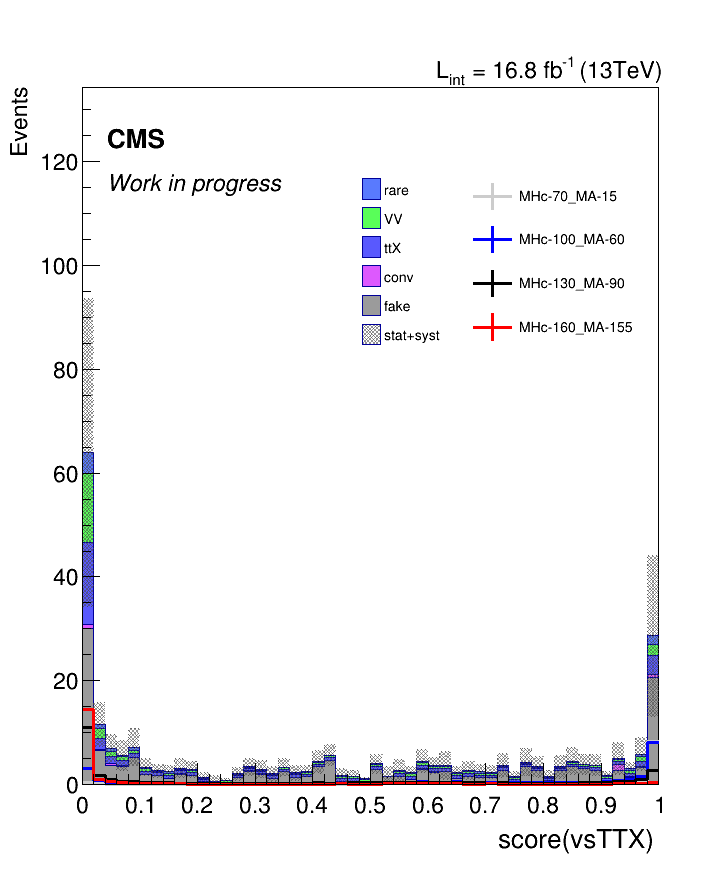 L_int = 16.8 fb^-1 (13TeV)
Events
CMS
Work in progress
rare
VV
ttX
conv
fake
stat+syst
MHc-70_MA-15
MHc-100_MA-60
MHc-130_MA-90
MHc-160_MA-155
120
100
80
60
40
20
0
0 0.1 0.2 0.3 0.4 0.5 0.6 0.7 0.8 0.9 1
score(vsTTX)